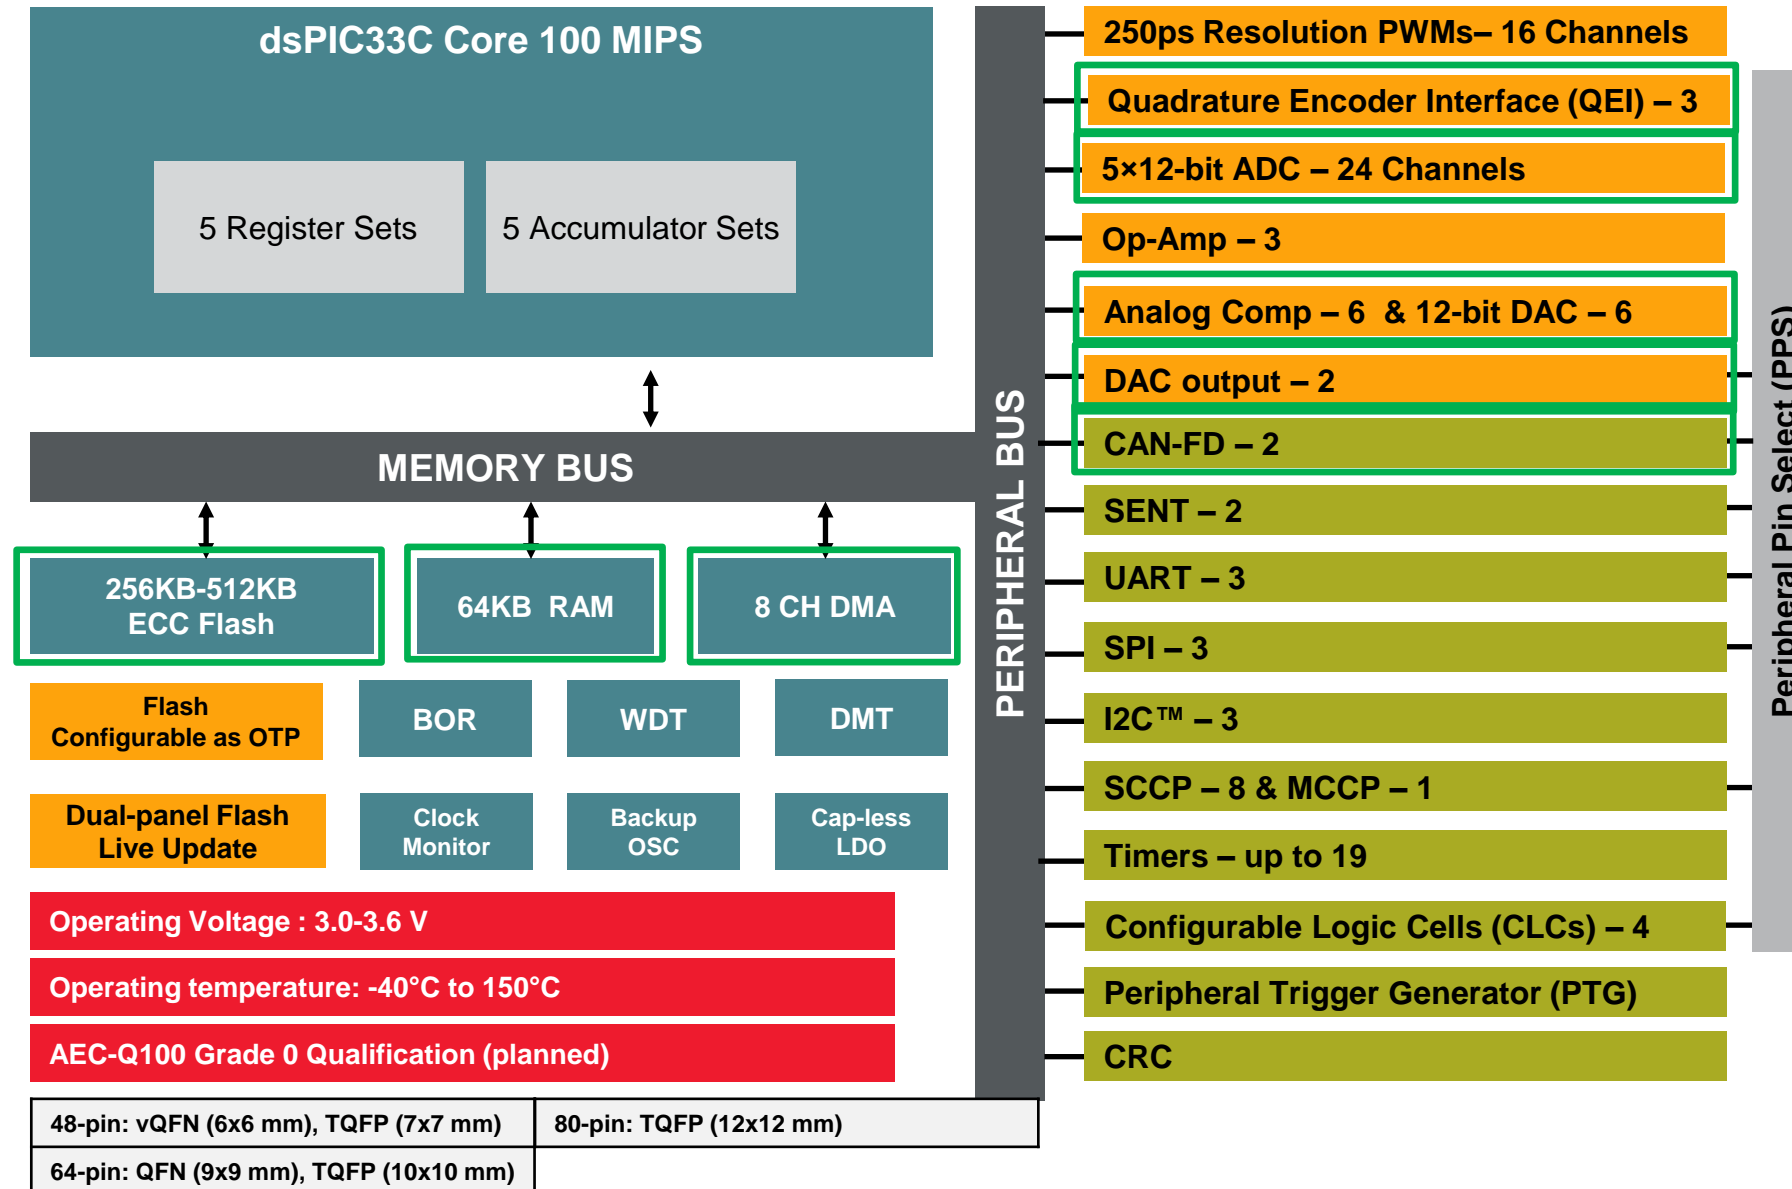 dsPIC33C Core 100 MIPS
5 Register Sets
5 Accumulator Sets
MEMORY BUS
256KB-512KB
ECC Flash
64KB RAM
8 CH DMA
Flash
Configurable as OTP
BOR
WDT
DMT
Dual-panel Flash
Live Update
Clock
Monitor
Backup
OSC
Cap-less
LDO
Operating Voltage : 3.0-3.6 V
Operating temperature: -40°C to 150°C
AEC-Q100 Grade 0 Qualification (planned)
48-pin: vQFN (6x6 mm), TQFP (7x7 mm)
80-pin: TQFP (12x12 mm)
64-pin: QFN (9x9 mm), TQFP (10x10 mm)
PERIPHERAL BUS
250ps Resolution PWMs– 16 Channels
Quadrature Encoder Interface (QEI) – 3
5×12-bit ADC – 24 Channels
Op-Amp – 3
Analog Comp – 6 & 12-bit DAC – 6
DAC output – 2
CAN-FD – 2
SENT – 2
UART – 3
SPI – 3
I2C™ – 3
SCCP – 8 & MCCP – 1
Timers – up to 19
Configurable Logic Cells (CLCs) – 4
Peripheral Trigger Generator (PTG)
CRC
Peripheral Pin Select (PPS)